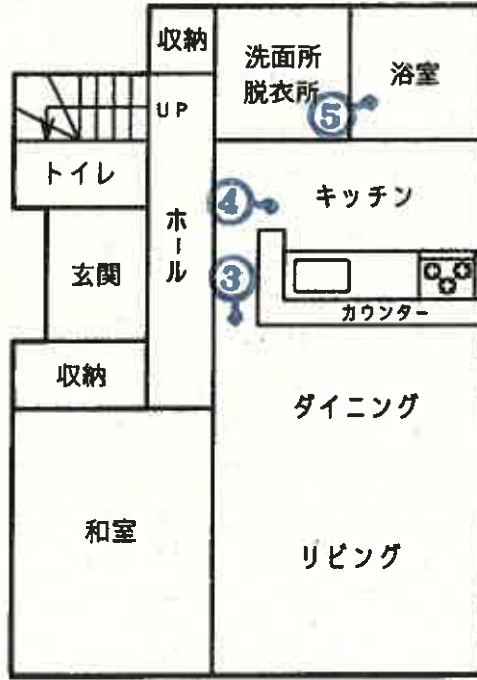 収納
洗面所
脱衣所
浴室
⑤
UP
トイレ
④
キッチン
ホール
玄関
③
カウンター
収納
ダイニング
和室
リビング